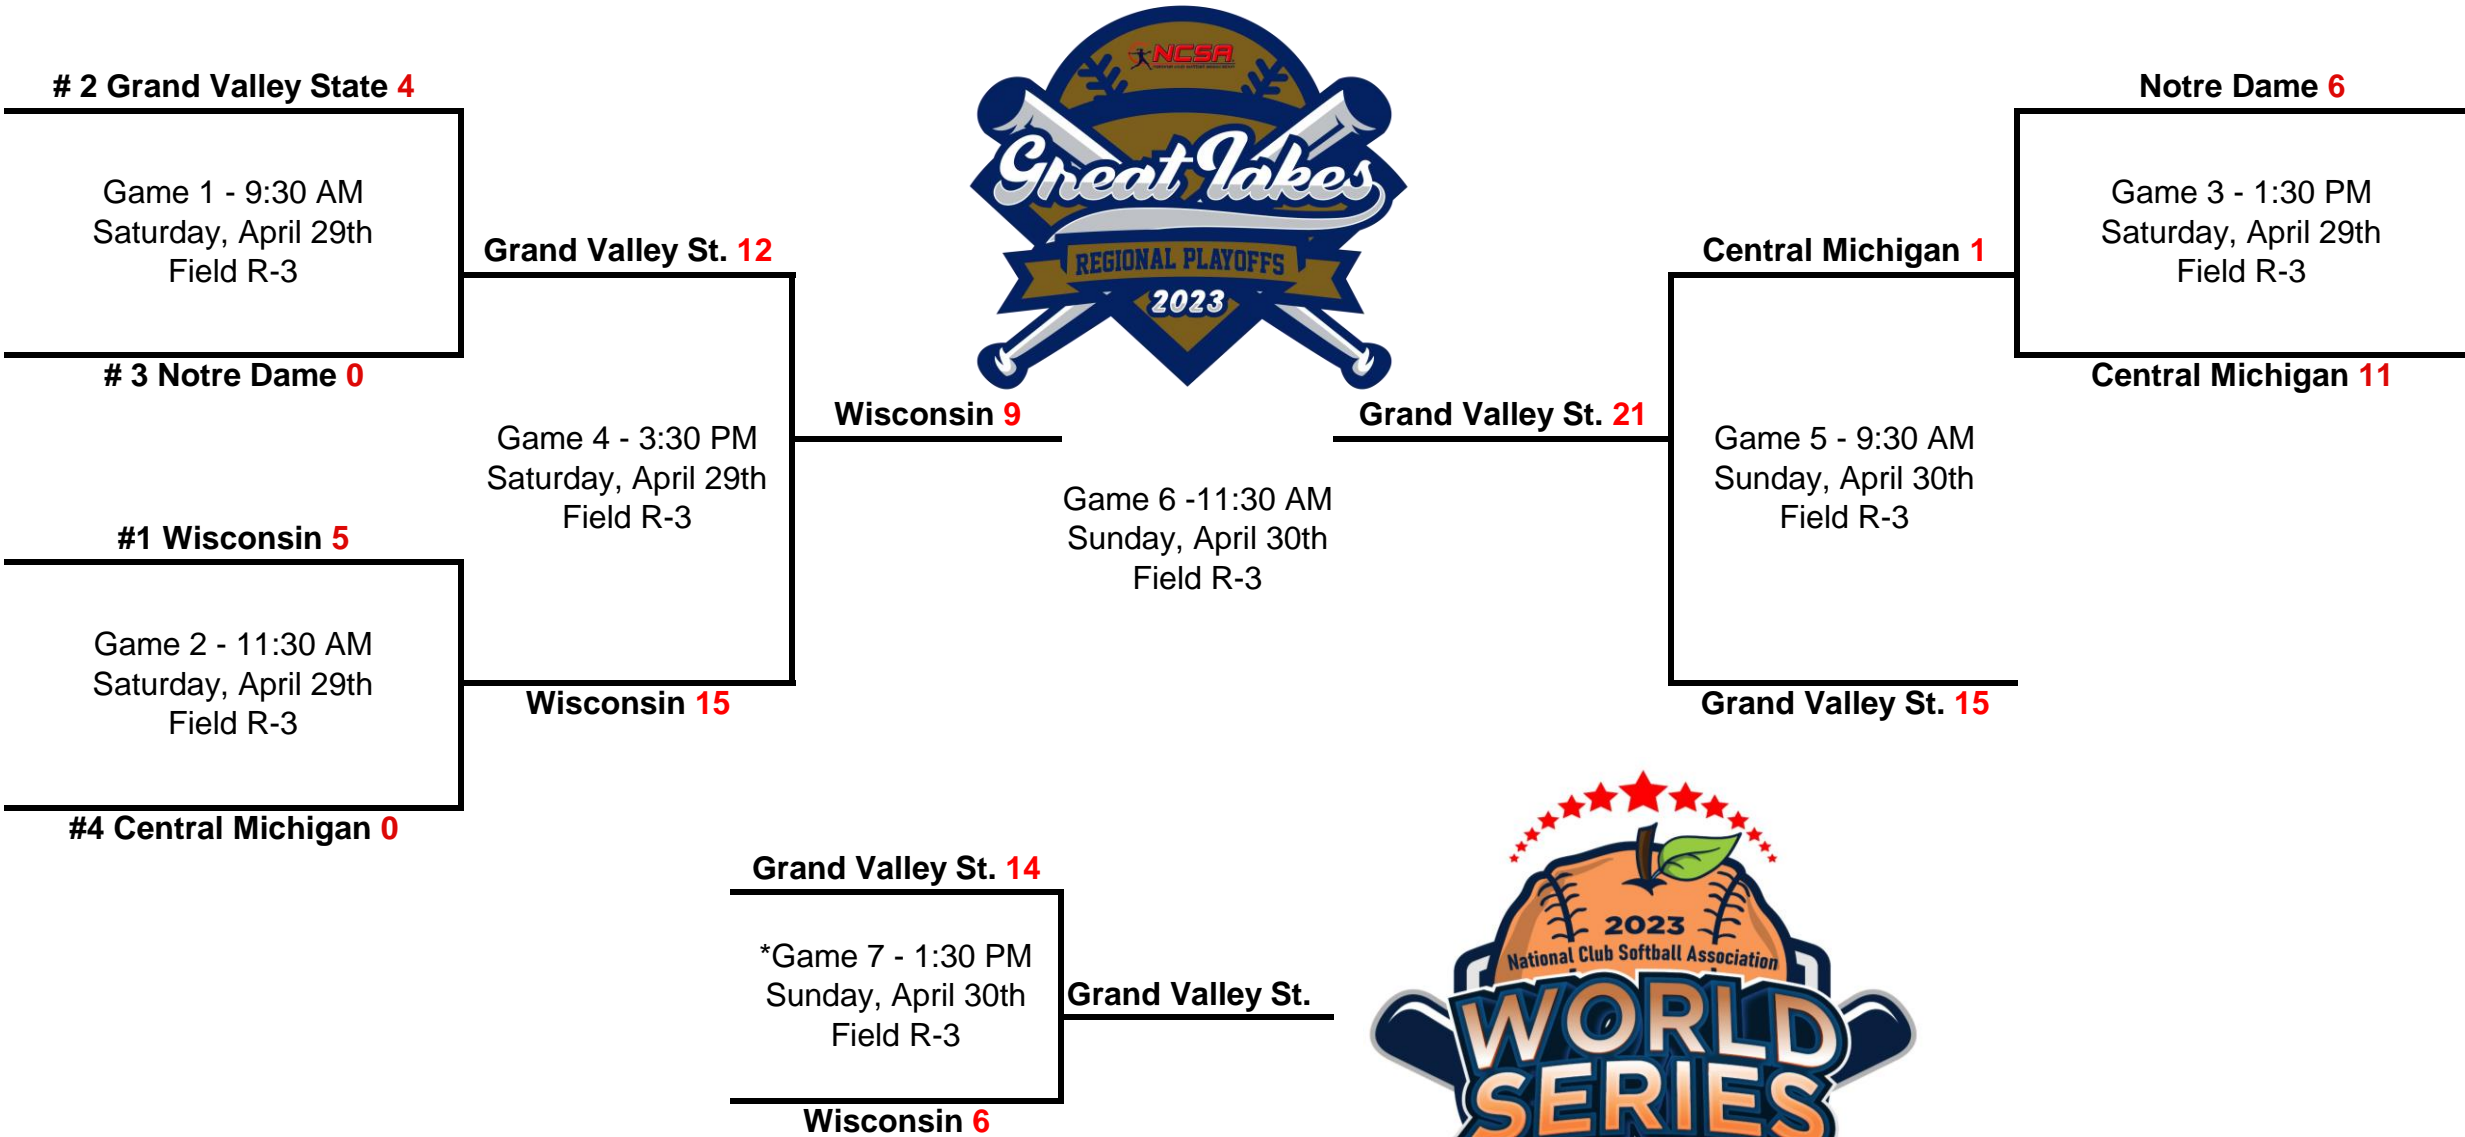 NCSA
Great Lakes
REGIONAL PLAYOFFS
2023
# 2 Grand Valley State 4
Game 1 - 9:30 AM
Saturday, April 29th
Field R-3
# 3 Notre Dame 0
Grand Valley St. 12
Game 4 - 3:30 PM
Saturday, April 29th
Field R-3
Wisconsin 15
#1 Wisconsin 5
Game 2 - 11:30 AM
Saturday, April 29th
Field R-3
#4 Central Michigan 0
Wisconsin 9
Game 6 -11:30 AM
Sunday, April 30th
Field R-3
Grand Valley St. 21
Central Michigan 1
Game 5 - 9:30 AM
Sunday, April 30th
Field R-3
Grand Valley St. 15
Notre Dame 6
Game 3 - 1:30 PM
Saturday, April 29th
Field R-3
Central Michigan 11
Grand Valley St. 14
*Game 7 - 1:30 PM
Sunday, April 30th
Field R-3
Wisconsin 6
Grand Valley St.
2023
National Club Softball Association
WORLD
SERIES